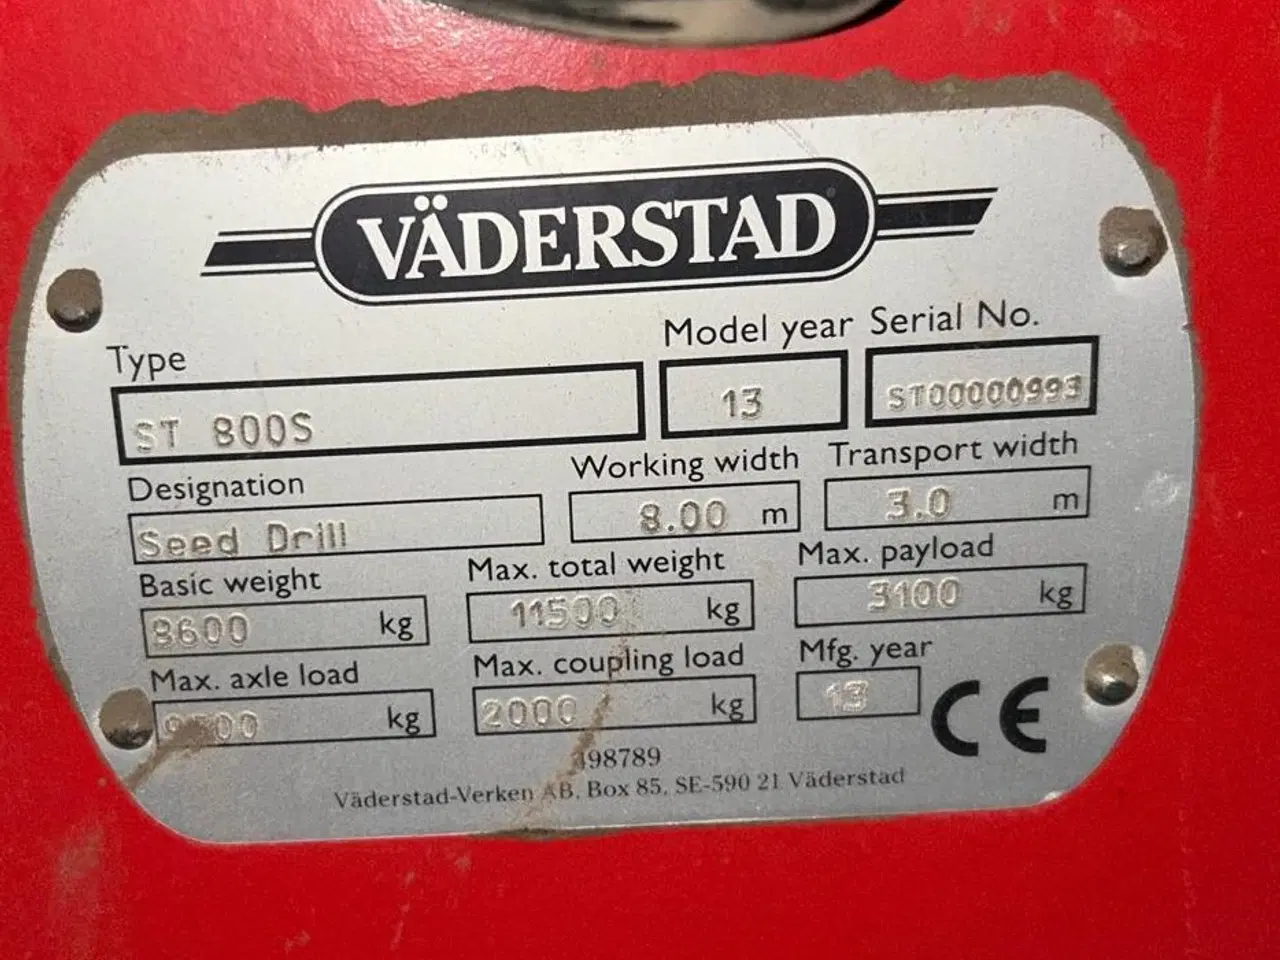 VÄDERSTAD
Type Model year Serial No.
ST 800S 13 ST00000993
Designation Working width Transport width
Seed Drill 8.00 m 3.0 m
Basic weight Max. total weight Max. payload
kg 11500 kg 3100 kg
Max. axle load Max. coupling load Mfg. year
kg 2000 kg 13 CE
498789
Väderstad-Verken AB, Box 85, SE-590 21 Väderstad